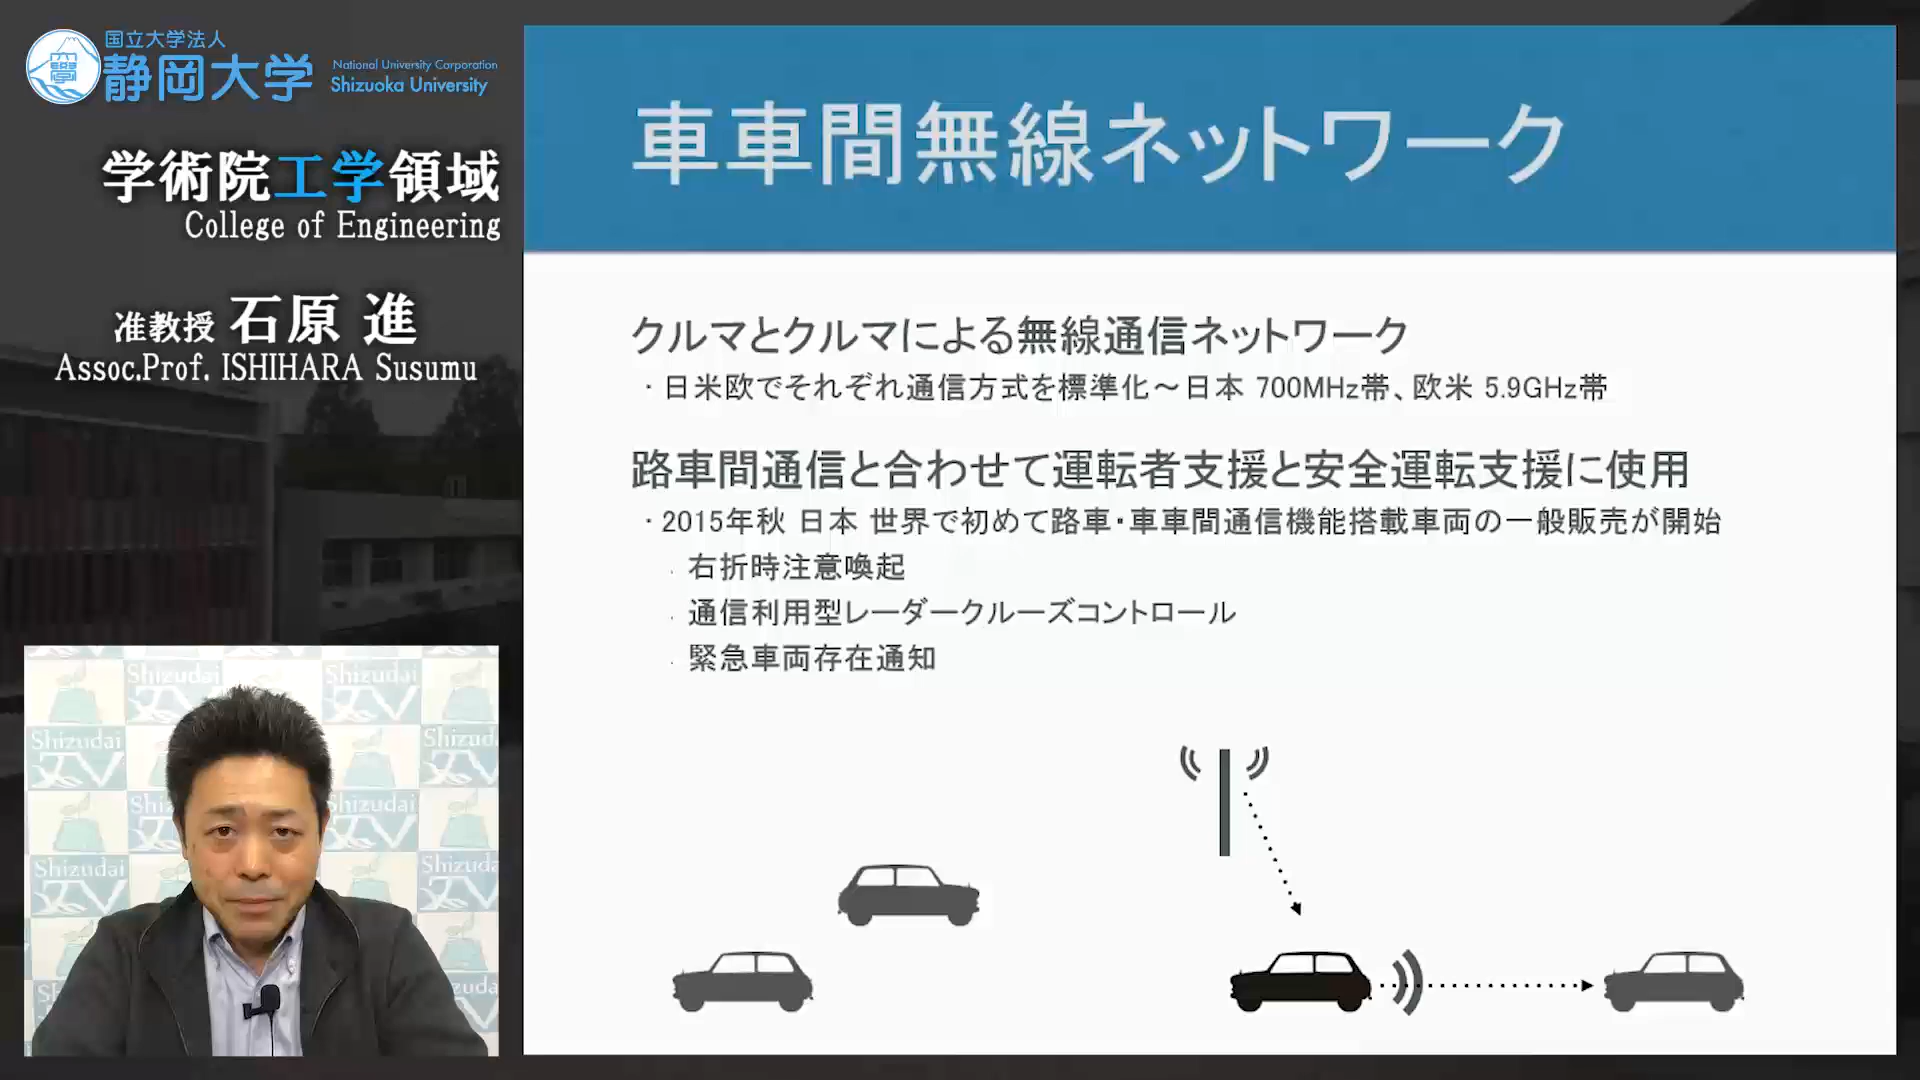 国立大学法人
静岡大学
National University Corporation
Shizuoka University
学術院工学領域
College of Engineering
准教授 石原 進
Assoc.Prof. ISHIHARA Susumu
車車間無線ネットワーク
クルマとクルマによる無線通信ネットワーク
・日米欧でそれぞれ通信方式を標準化～日本 700MHz帯、欧米 5.9GHz帯
路車間通信と合わせて運転者支援と安全運転支援に使用
・2015年秋 日本 世界で初めて路車・車車間通信機能搭載車両の一般販売が開始
・右折時注意喚起
・通信利用型レーダークルーズコントロール
・緊急車両存在通知
Shizudai
TV